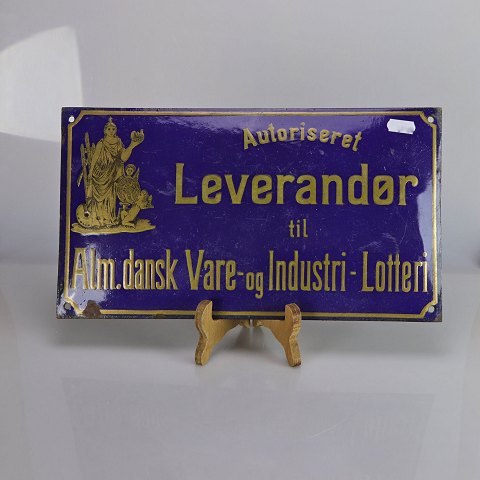 Autoriseret
Leverandør
til
Alm. dansk Vare- og Industri - Lotteri